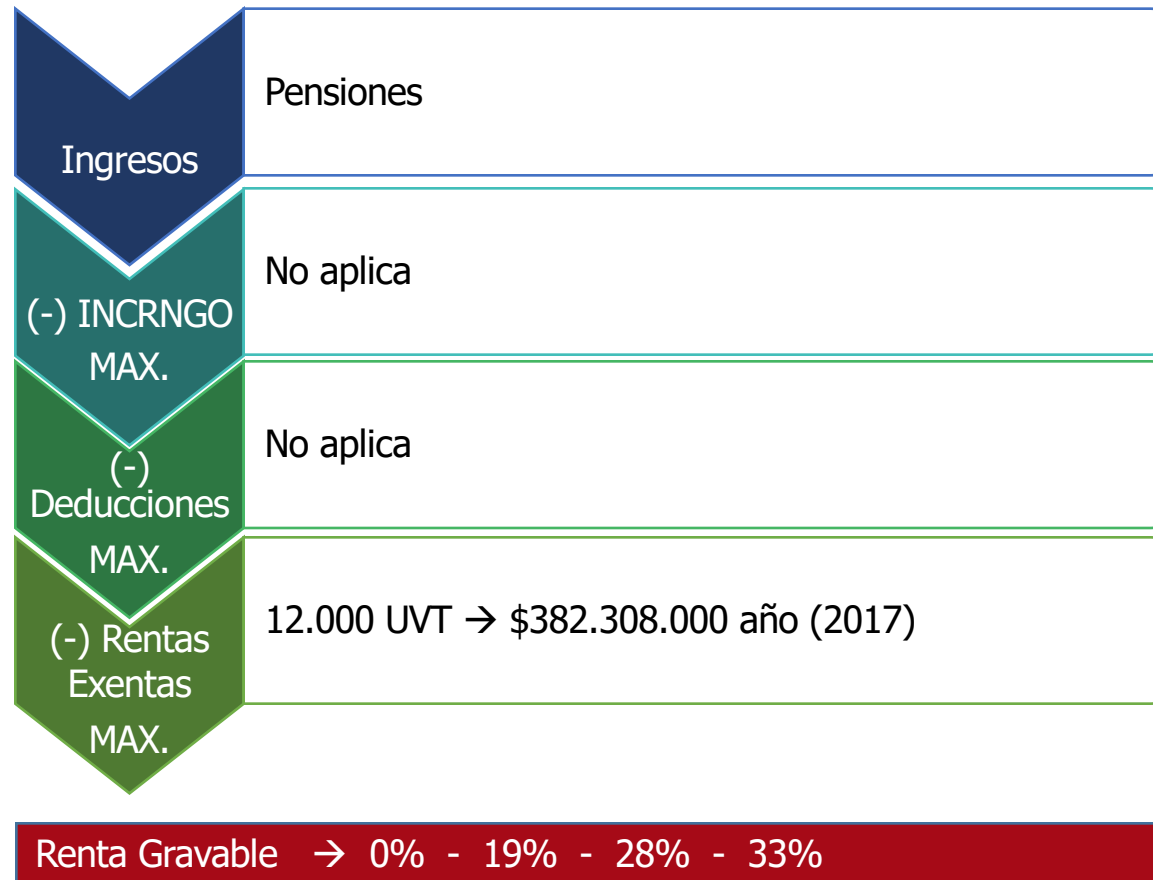 Pensiones
Ingresos
No aplica
(-) INCRNGO
MAX.
No aplica
(-)
Deducciones
MAX.
12.000 UVT → $382.308.000 año (2017)
(-) Rentas
Exentas
MAX.
Renta Gravable → 0% - 19% - 28% - 33%